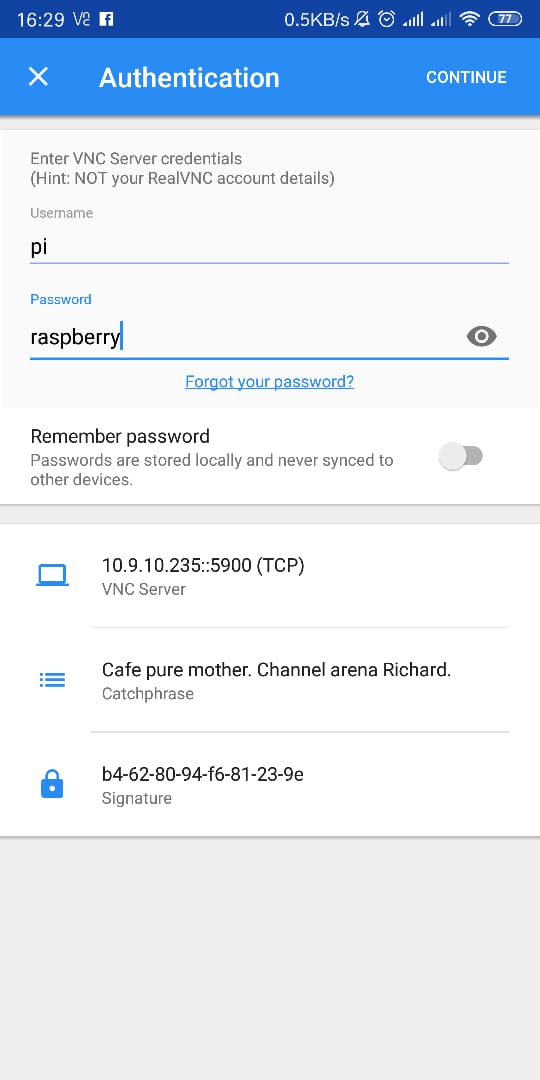 16:29 0.5KB/s 77
Authentication CONTINUE
Enter VNC Server credentials
(Hint: NOT your RealVNC account details)
Username
pi
Password
raspberry
Forgot your password?
Remember password
Passwords are stored locally and never synced to
other devices.
10.9.10.235::5900 (TCP)
VNC Server
Cafe pure mother. Channel arena Richard.
Catchphrase
b4-62-80-94-f6-81-23-9e
Signature